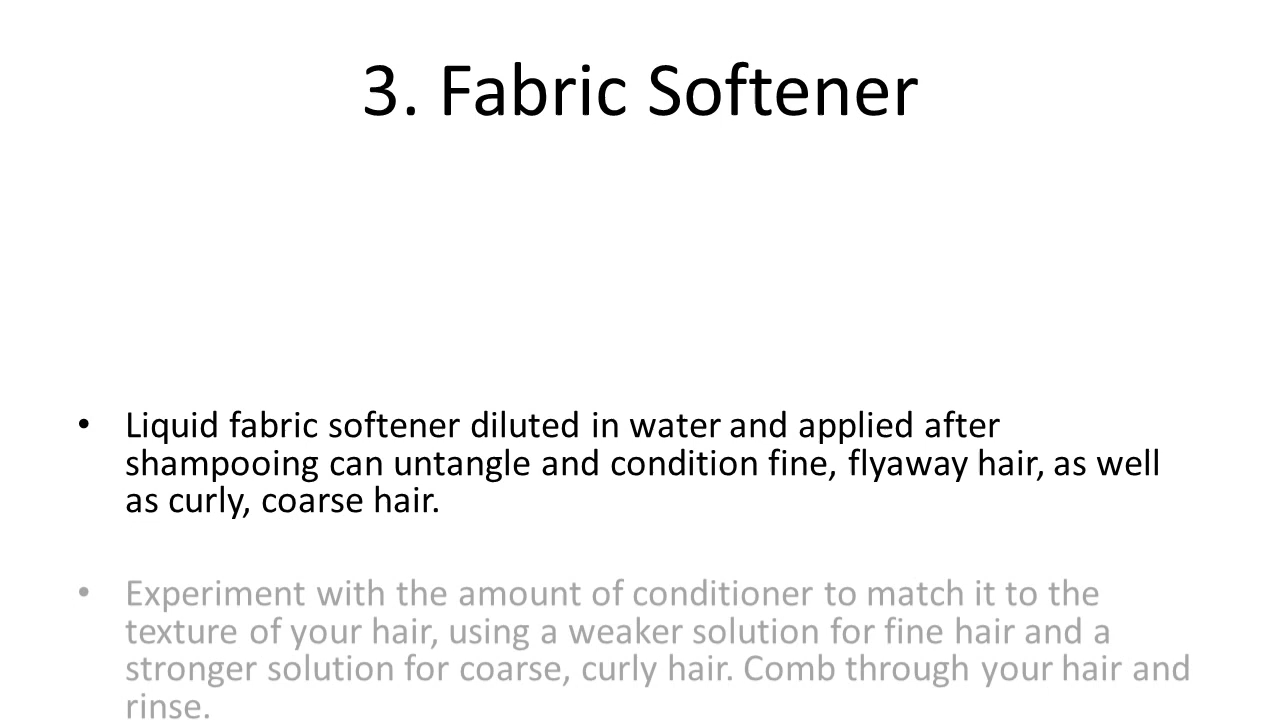 3. Fabric Softener
• Liquid fabric softener diluted in water and applied after
shampooing can untangle and condition fine, flyaway hair, as well
as curly, coarse hair.
• Experiment with the amount of conditioner to match it to the
texture of your hair, using a weaker solution for fine hair and a
stronger solution for coarse, curly hair. Comb through your hair and
rinse.